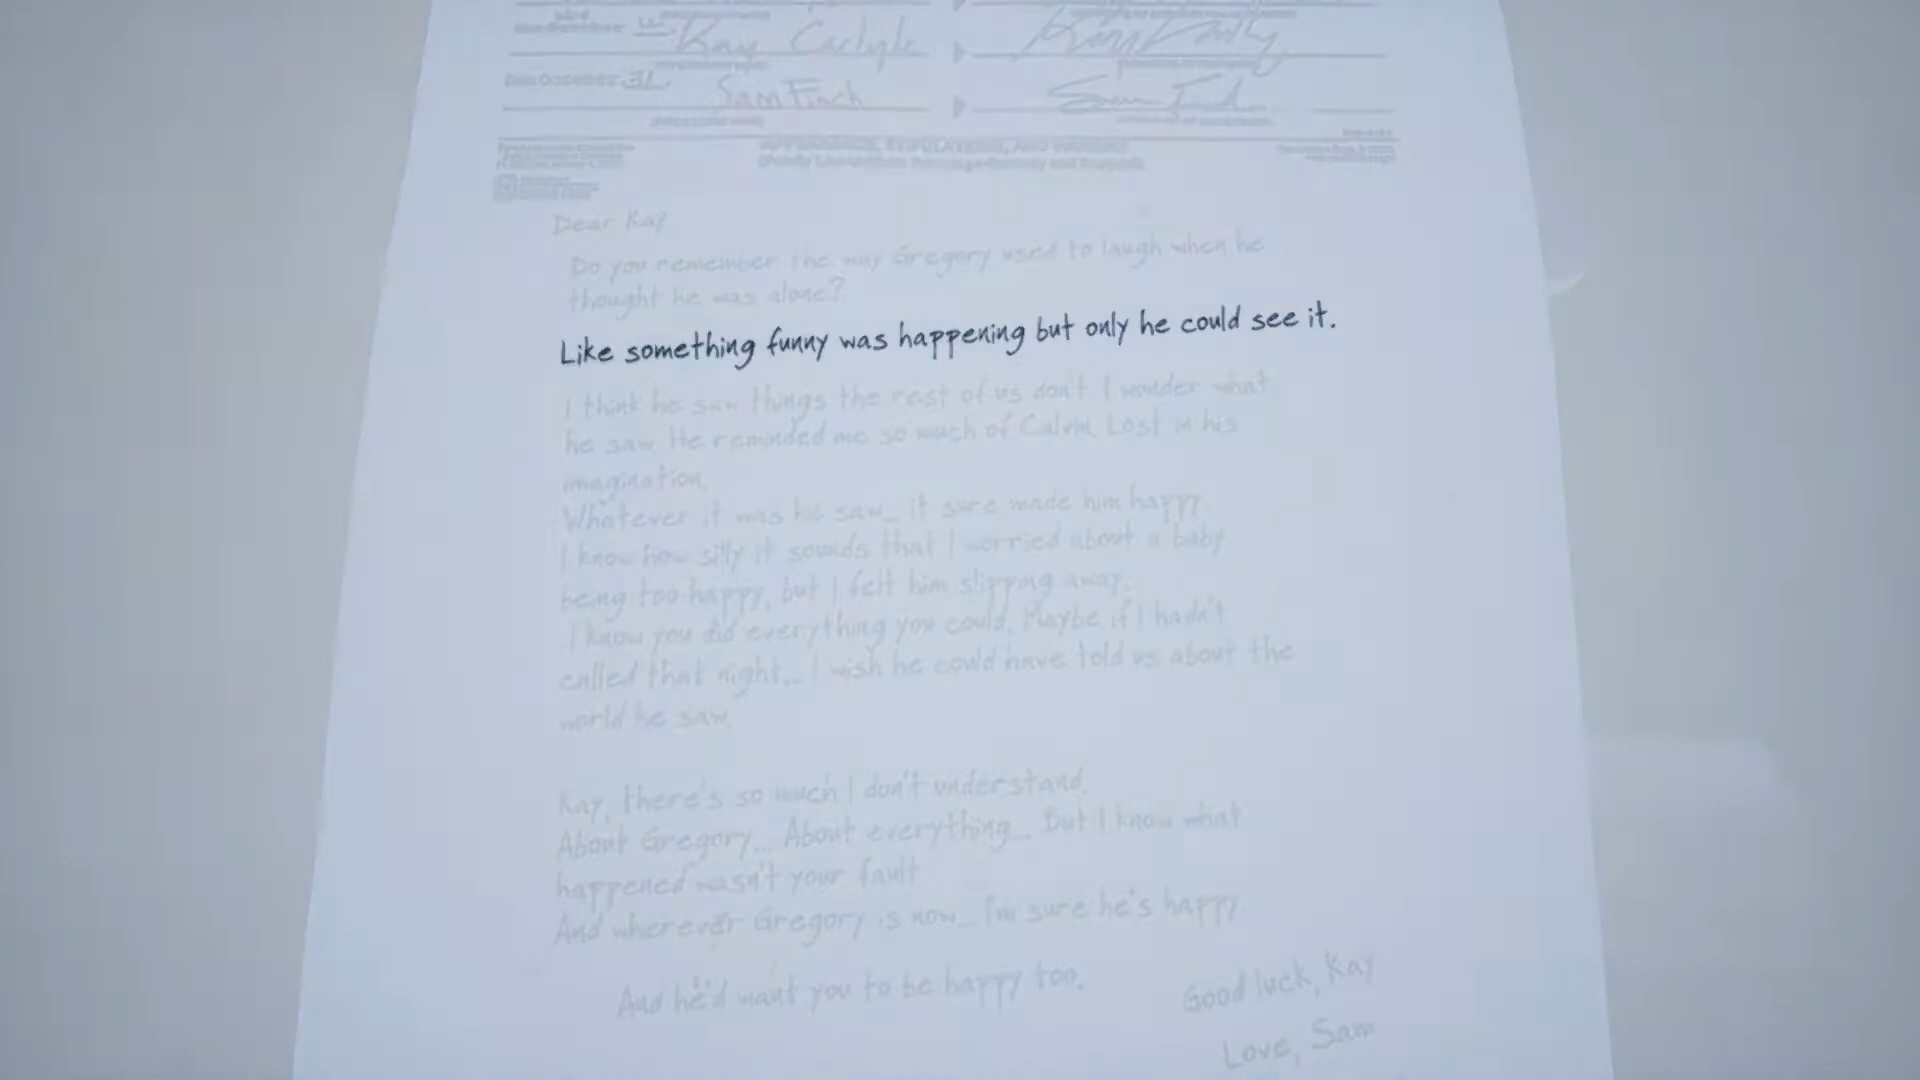 Kay Carlyle
Sam Finch
APPEARANCE, STIPULATIONS, AND WAIVERS
Dear Kay
Do you remember the way Gregory used to laugh when he
thought he was alone?
Like something funny was happening but only he could see it.
I think he saw things the rest of us don't. I wonder what
he saw. He reminded me so much of Calvin. Lost in his
imagination.
Whatever it was he saw... it sure made him happy.
I know how silly it sounds that I worried about a baby
being too happy, but I felt him slipping away.
I know you did everything you could. Maybe if I hadn't
called that night... I wish he could have told us about the
world he saw.
Kay, there's so much I don't understand.
About Gregory... About everything... But I know what
happened wasn't your fault
And wherever Gregory is now... I'm sure he's happy.
And he'd want you to be happy too.
Good luck, Kay
Love, Sam